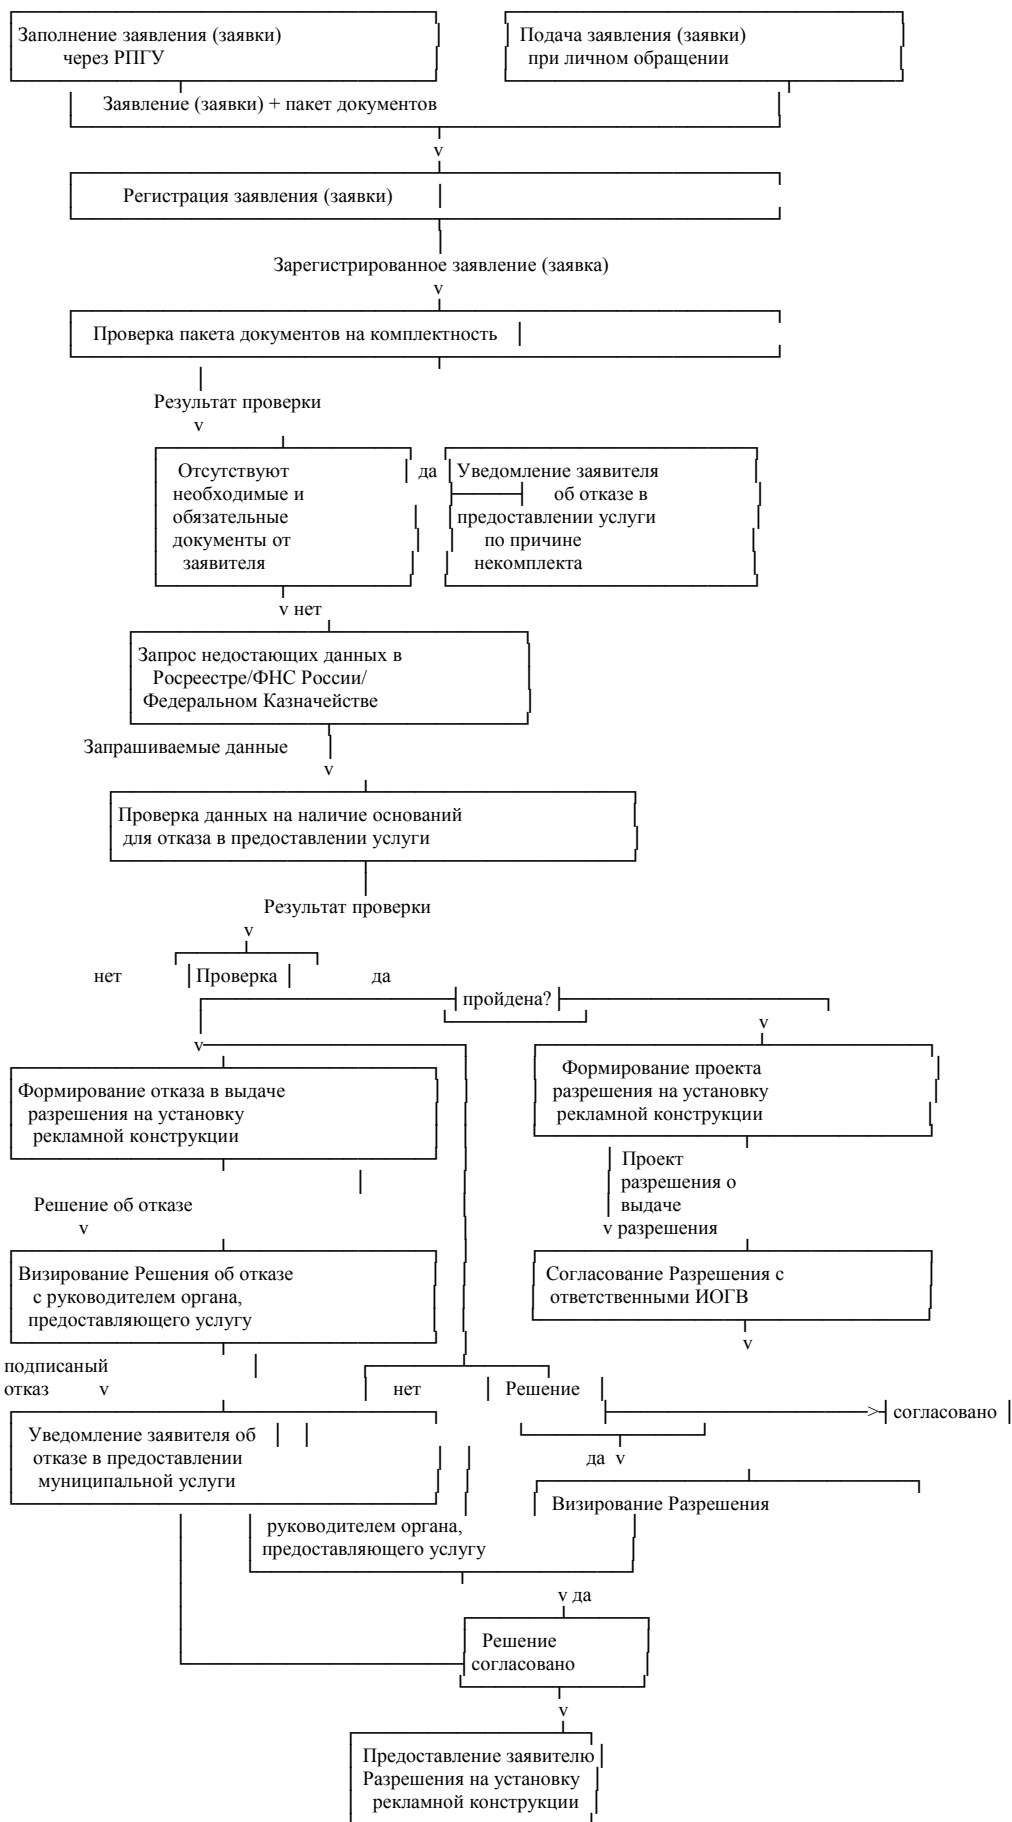 Заполнение заявления (заявки)
через РПГУ
Подача заявления (заявки)
при личном обращении
Заявление (заявки) + пакет документов
v
Регистрация заявления (заявки)
Зарегистрированное заявление (заявка)
v
Проверка пакета документов на комплектность
Результат проверки
v
Отсутствуют
необходимые и
обязательные
документы от
заявителя
да
Уведомление заявителя
об отказе в
предоставлении услуги
по причине
некомплекта
v нет
Запрос недостающих данных в
Росреестре/ФНС России/
Федеральном Казначействе
Запрашиваемые данные
v
Проверка данных на наличие оснований
для отказа в предоставлении услуги
Результат проверки
v
нет
Проверка
да
пройдена?
v
v
Формирование отказа в выдаче
разрешения на установку
рекламной конструкции
Формирование проекта
разрешения на установку
рекламной конструкции
Проект
разрешения о
выдаче
v разрешения
Решение об отказе
v
Визирование Решения об отказе
с руководителем органа,
предоставляющего услугу
Согласование Разрешения с
ответственными ИОГВ
v
подписаный
отказ v
нет
Решение
> согласовано
Уведомление заявителя об
отказе в предоставлении
муниципальной услуги
да v
Визирование Разрешения
руководителем органа,
предоставляющего услугу
v да
Решение
согласовано
v
Предоставление заявителю
Разрешения на установку
рекламной конструкции